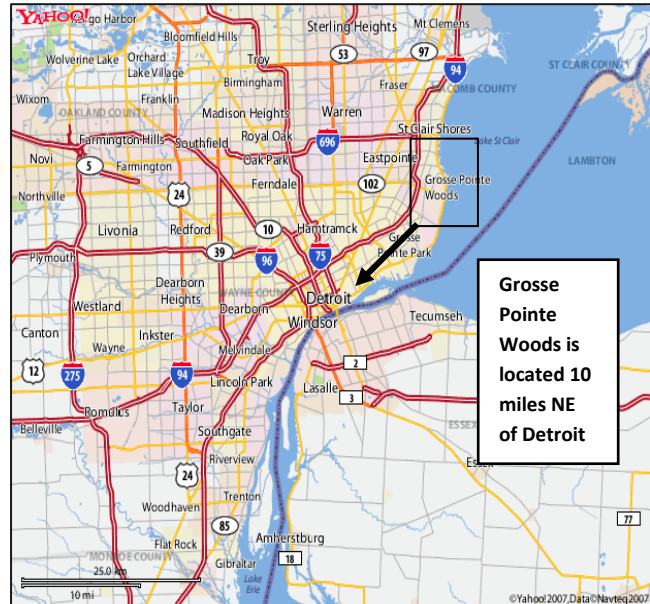 YAHOO!
Keego Harbor
Bloomfield Hills
Sterling Heights
Mt Clemens
Wolverine Lake
Orchard
Lake Village
Troy
53
97
94
ST CLAIR COUNTY
Birmingham
Fraser
MACOMB COUNTY
Wixom
Franklin
OAKLAND COUNTY
Madison Heights
Warren
Royal Oak
696
St Clair Shores
Lake St Clair
Farmington Hills
Southfield
Oak Park
Eastpointe
LAMBTON
Novi
5
Farmington
24
Ferndale
102
Grosse Pointe
Woods
Northville
Livonia
Redford
10
Hamtramck
39
96
75
Grosse
Pointe Park
Plymouth
Dearborn
Heights
WAYNE COUNTY
Detroit
Westland
Dearborn
Windsor
Tecumseh
Canton
Inkster
Wayne
Melvindale
12
275
94
Lincoln Park
2
Lasalle
3
Romulus
Taylor
Belleville
Southgate
ESSEX
Riverview
Essex
24
Trenton
Woodhaven
77
85
Flat Rock
Amherstburg
MONROE COUNTY
Gibraltar
18
Lake
Erie
25.0 km
10 mi
Grosse
Pointe
Woods is
located 10
miles NE
of Detroit
©Yahoo! 2007, Data©Navteq2007